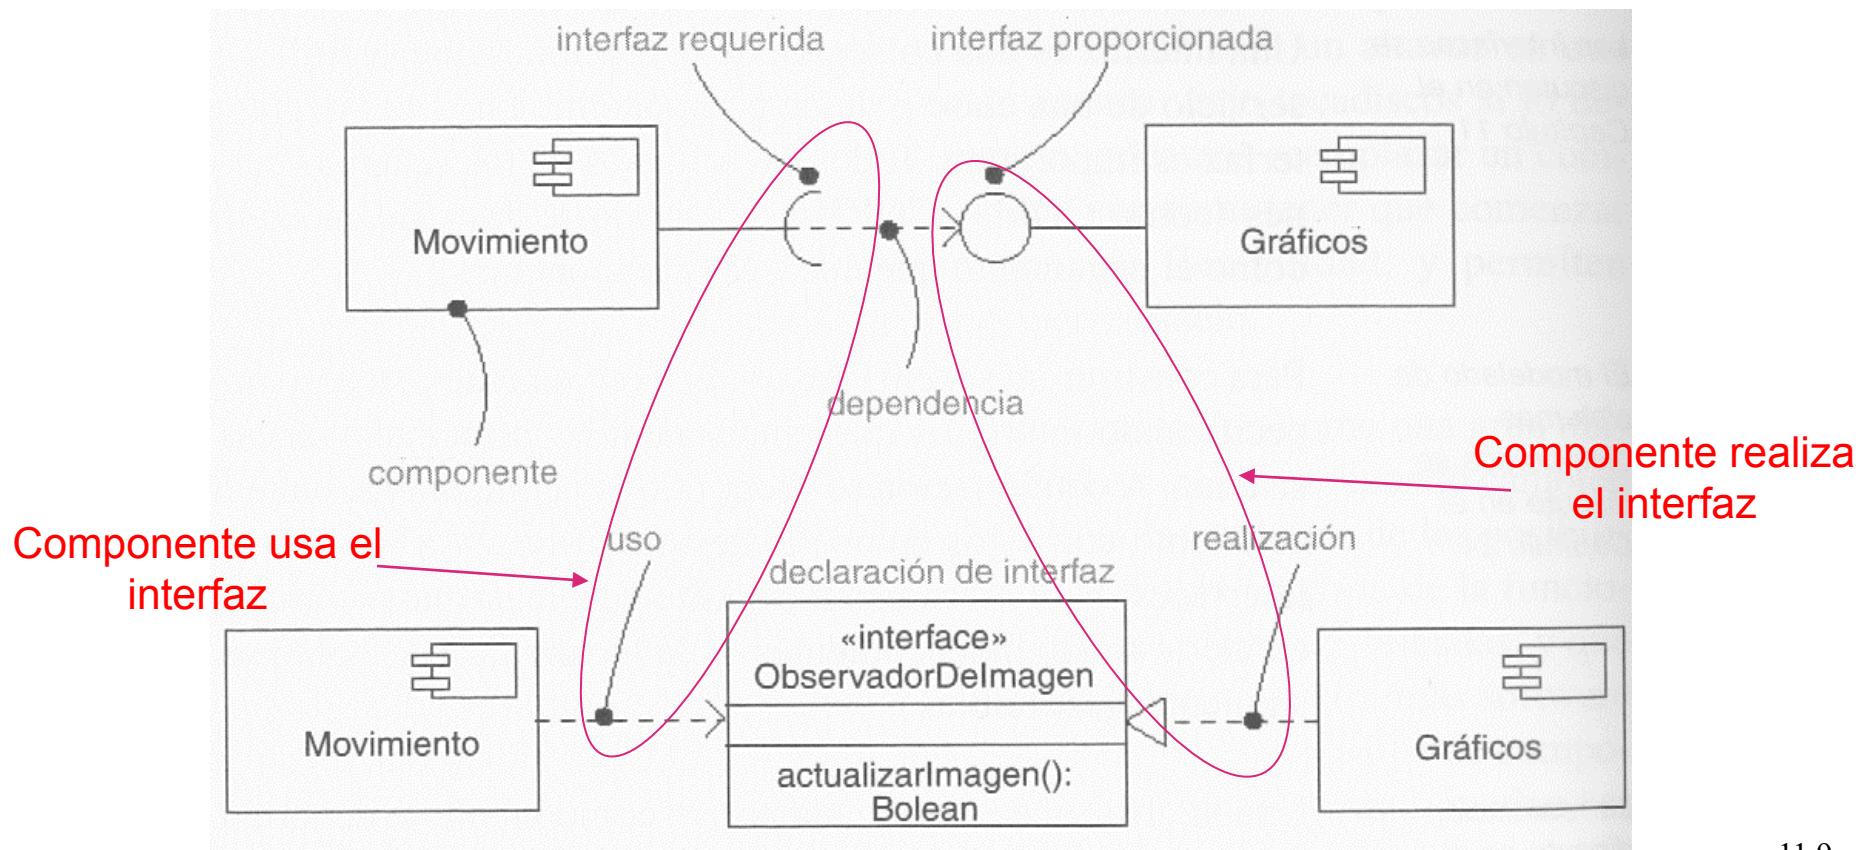 interfaz requerida
interfaz proporcionada
Movimiento
Gráficos
dependencia
componente
Componente realiza
el interfaz
Componente usa el
interfaz
uso
realización
declaración de interfaz
«interface»
ObservadorDeImagen
Movimiento
Gráficos
actualizarImagen():
Bolean